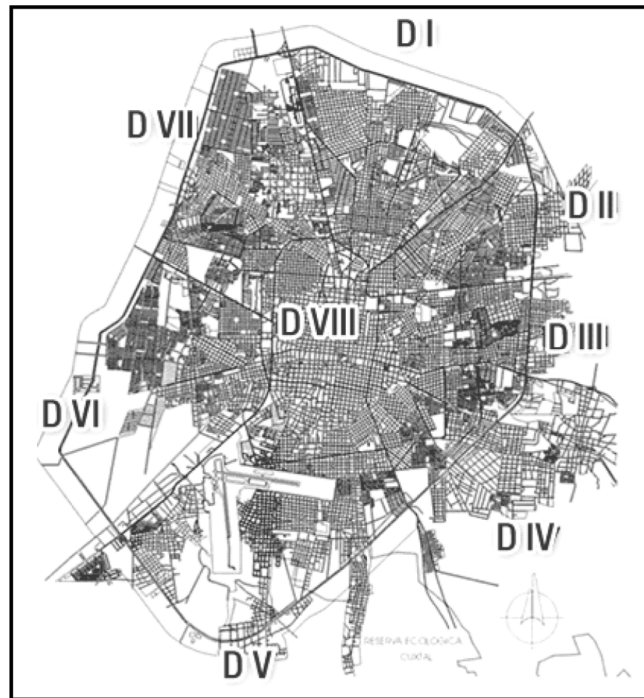 D I
D VII
D II
D VIII
D III
D VI
D IV
RESERVA ECOLOGICA
CUXTAL
D V